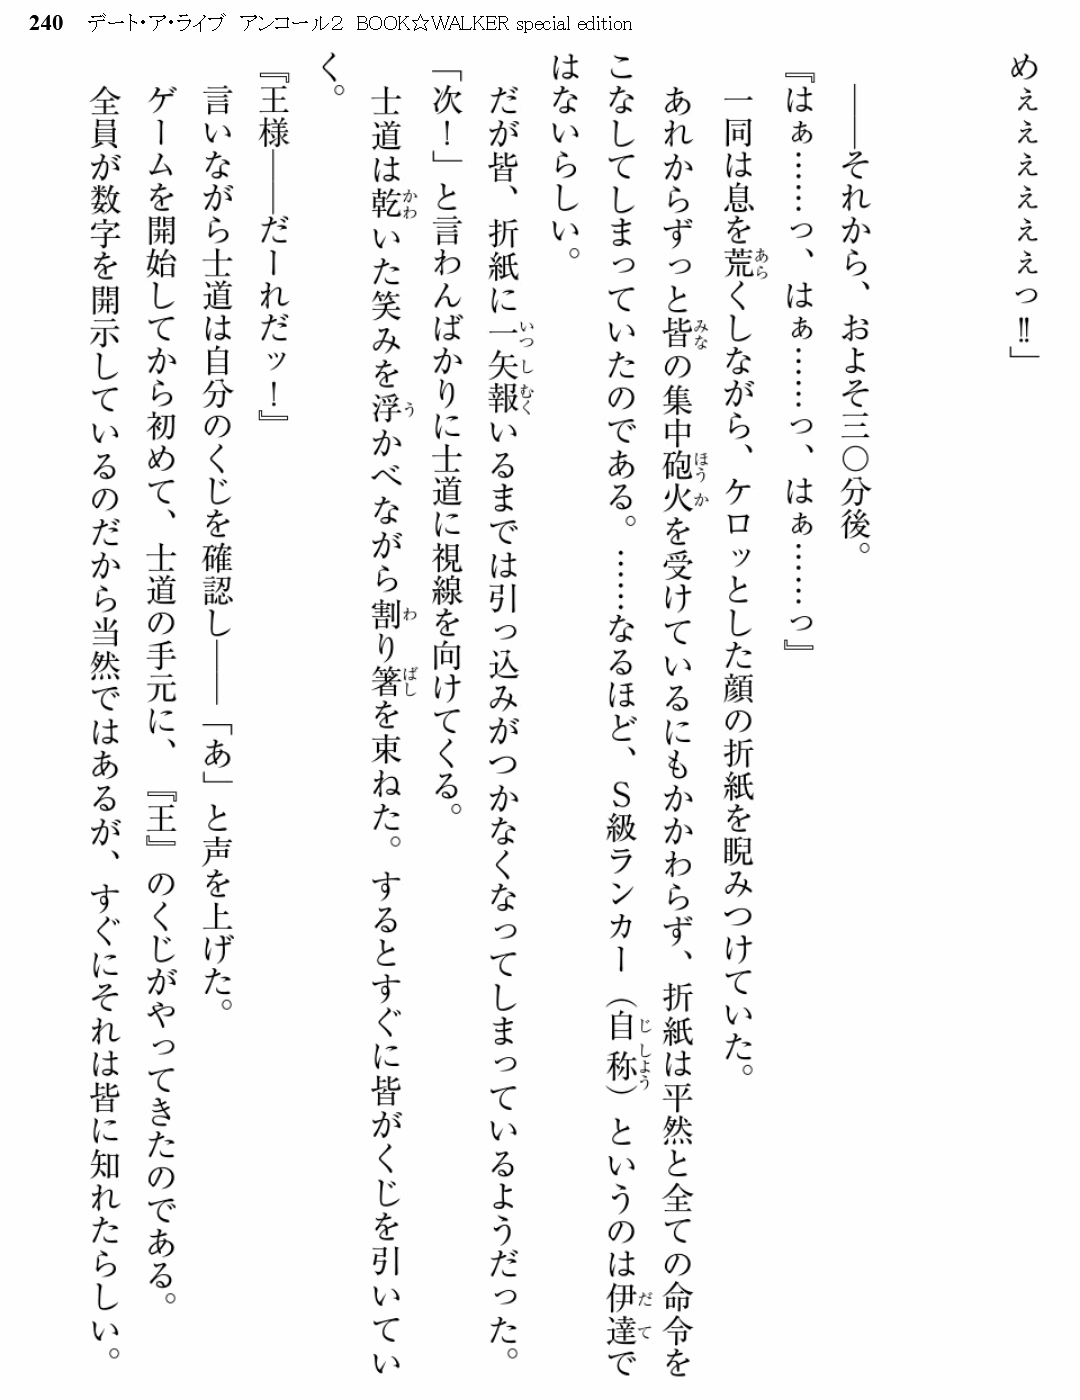 240 デート・ア・ライブ アンコール2 BOOK☆WALKER special edition
めぇぇぇぇぇぇっ‼」
――それから、およそ三〇分後。
『はぁ……っ、はぁ……っ、はぁ……っ』
一同は息を荒くしながら、ケロッとした顔の折紙を睨みつけていた。
あれからずっと皆の集中砲火を受けているにもかかわらず、折紙は平然と全ての命令を
こなしてしまっていたのである。……なるほど、S級ランカー（自称）というのは伊達で
はないらしい。
だが皆、折紙に一矢報いるまでは引っ込みがつかなくなってしまっているようだった。
「次！」と言わんばかりに士道に視線を向けてくる。
士道は乾いた笑みを浮かべながら割り箸を束ねた。するとすぐに皆がくじを引いてい
く。
『王様――だーれだッ！』
言いながら士道は自分のくじを確認し――「あ」と声を上げた。
ゲームを開始してから初めて、士道の手元に、『王』のくじがやってきたのである。
全員が数字を開示しているのだから当然ではあるが、すぐにそれは皆に知れたらしい。